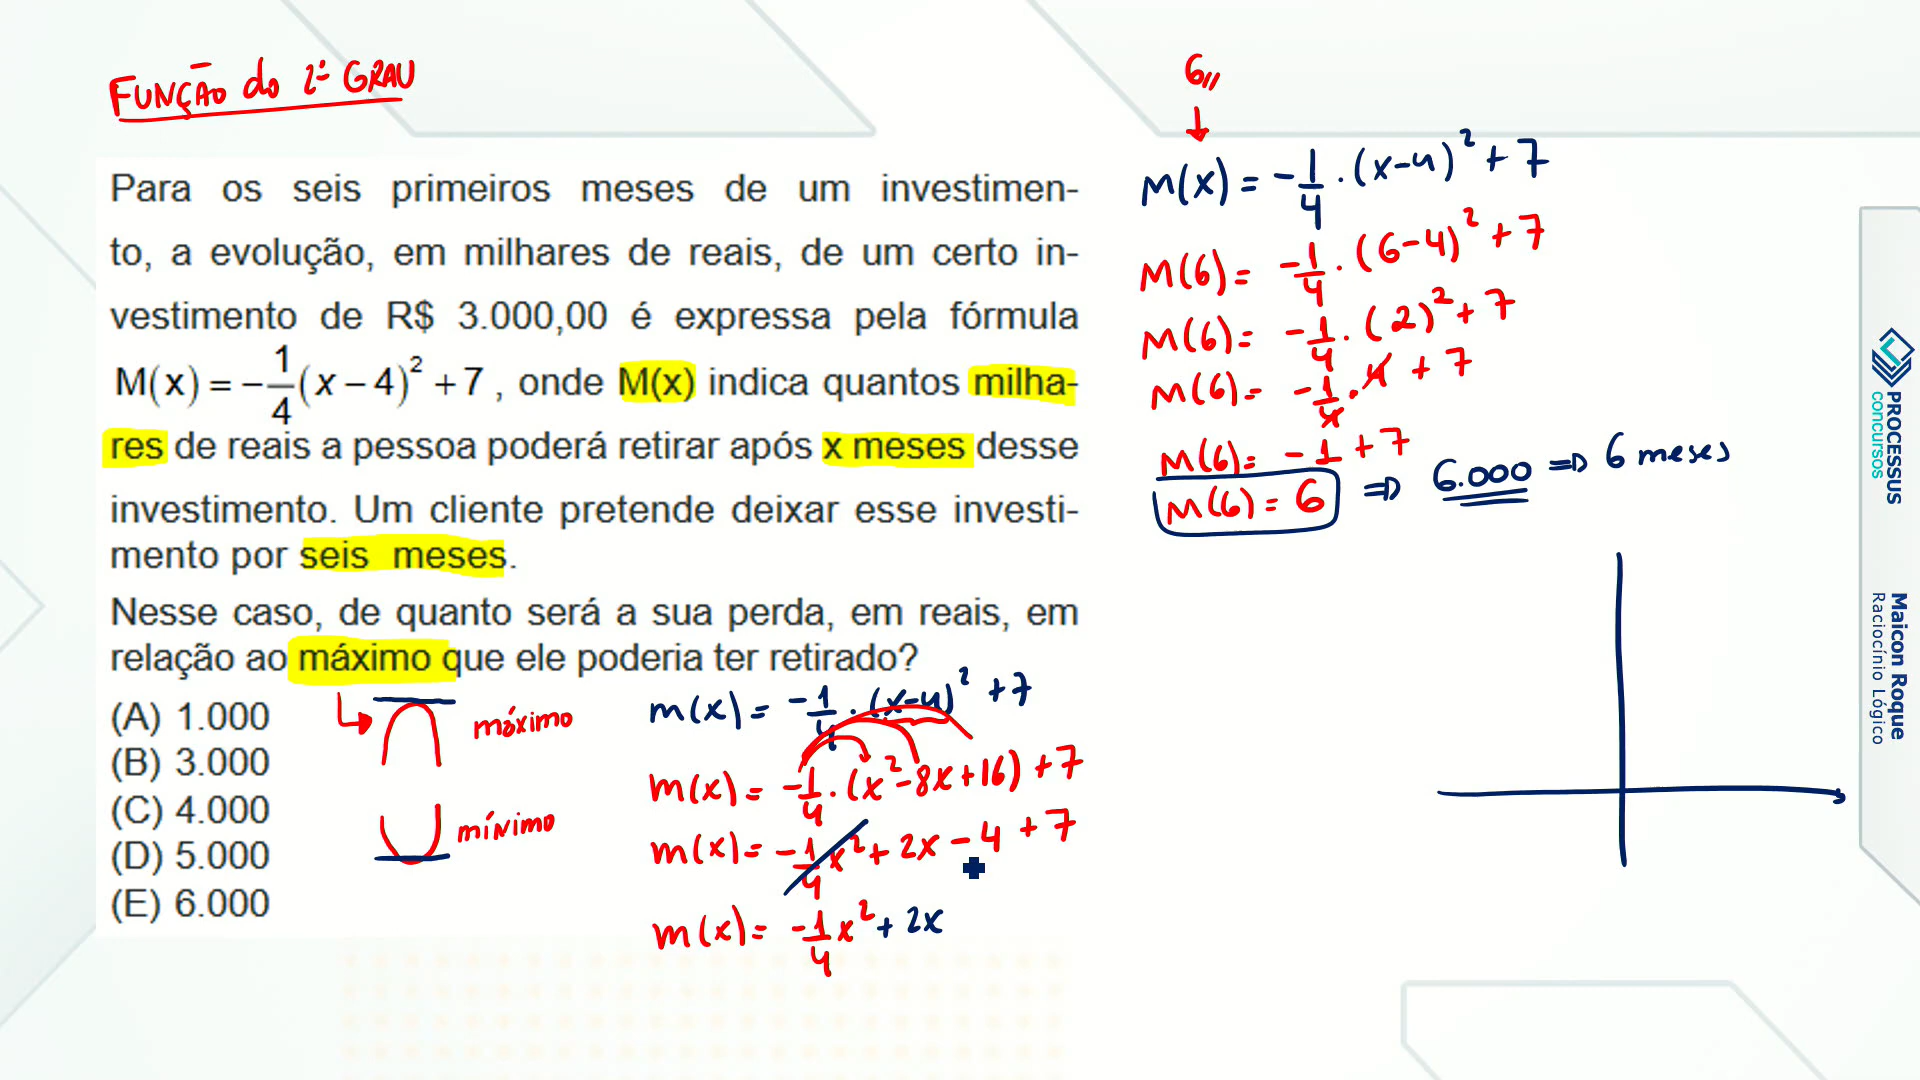 FUNÇÃO do 2º GRAU
Para os seis primeiros meses de um investimen-
to, a evolução, em milhares de reais, de um certo in-
vestimento de R$ 3.000,00 é expressa pela fórmula
M(x) = -1/4(x - 4)² + 7 , onde M(x) indica quantos milha-
res de reais a pessoa poderá retirar após x meses desse
investimento. Um cliente pretende deixar esse investi-
mento por seis meses.
Nesse caso, de quanto será a sua perda, em reais, em
relação ao máximo que ele poderia ter retirado?
(A) 1.000
(B) 3.000
(C) 4.000
(D) 5.000
(E) 6.000
máximo
mínimo
m(x) = -1/4 · (x-4)² + 7
m(x) = -1/4 · (x² - 8x + 16) + 7
m(x) = -1/4x² + 2x - 4 + 7
m(x) = -1/4x² + 2x
6//
M(x) = -1/4 · (x-4)² + 7
M(6) = -1/4 · (6-4)² + 7
M(6) = -1/4 · (2)² + 7
M(6) = -1/4 · 4 + 7
M(6) = -1 + 7
M(6) = 6 ⇒ 6.000 ⇒ 6 meses
PROCESSUS
concursos
Maicon Roque
Raciocínio Lógico